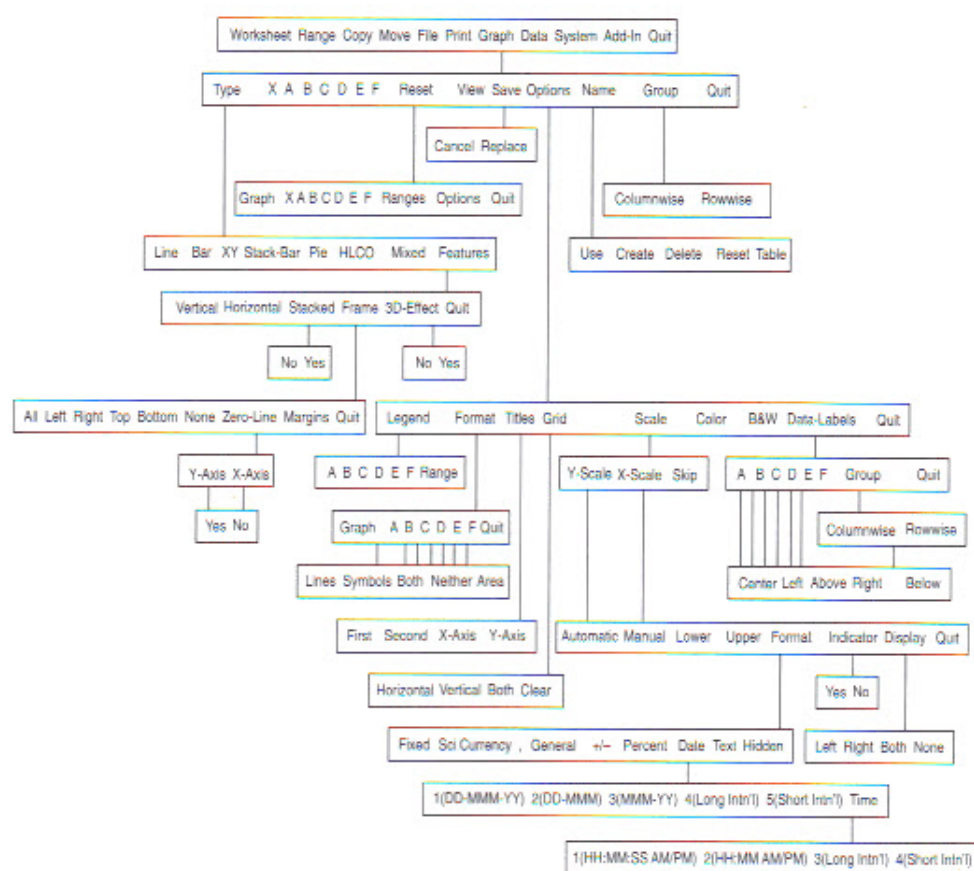 Worksheet Range Copy Move File Print Graph Data System Add-In Quit
Type X A B C D E F Reset View Save Options Name Group Quit
Cancel Replace
Graph X A B C D E F Ranges Options Quit
Columnwise Rowwise
Line Bar XY Stack-Bar Pie HLCO Mixed Features
Use Create Delete Reset Table
Vertical Horizontal Stacked Frame 3D-Effect Quit
No Yes
No Yes
All Left Right Top Bottom None Zero-Line Margins Quit
Legend Format Titles Grid Scale Color B&W Data-Labels Quit
Y-Axis X-Axis
A B C D E F Range
Y-Scale X-Scale Skip
A B C D E F Group Quit
Yes No
Graph A B C D E F Quit
Columnwise Rowwise
Lines Symbols Both Neither Area
Center Left Above Right Below
First Second X-Axis Y-Axis
Automatic Manual Lower Upper Format Indicator Display Quit
Horizontal Vertical Both Clear
Yes No
Fixed Sci Currency , General +/– Percent Date Text Hidden
Left Right Both None
1(DD-MMM-YY) 2(DD-MMM) 3(MMM-YY) 4(Long Intn'l) 5(Short Intn'l) Time
1(HH:MM:SS AM/PM) 2(HH:MM AM/PM) 3(Long Intn'l) 4(Short Intn'l)